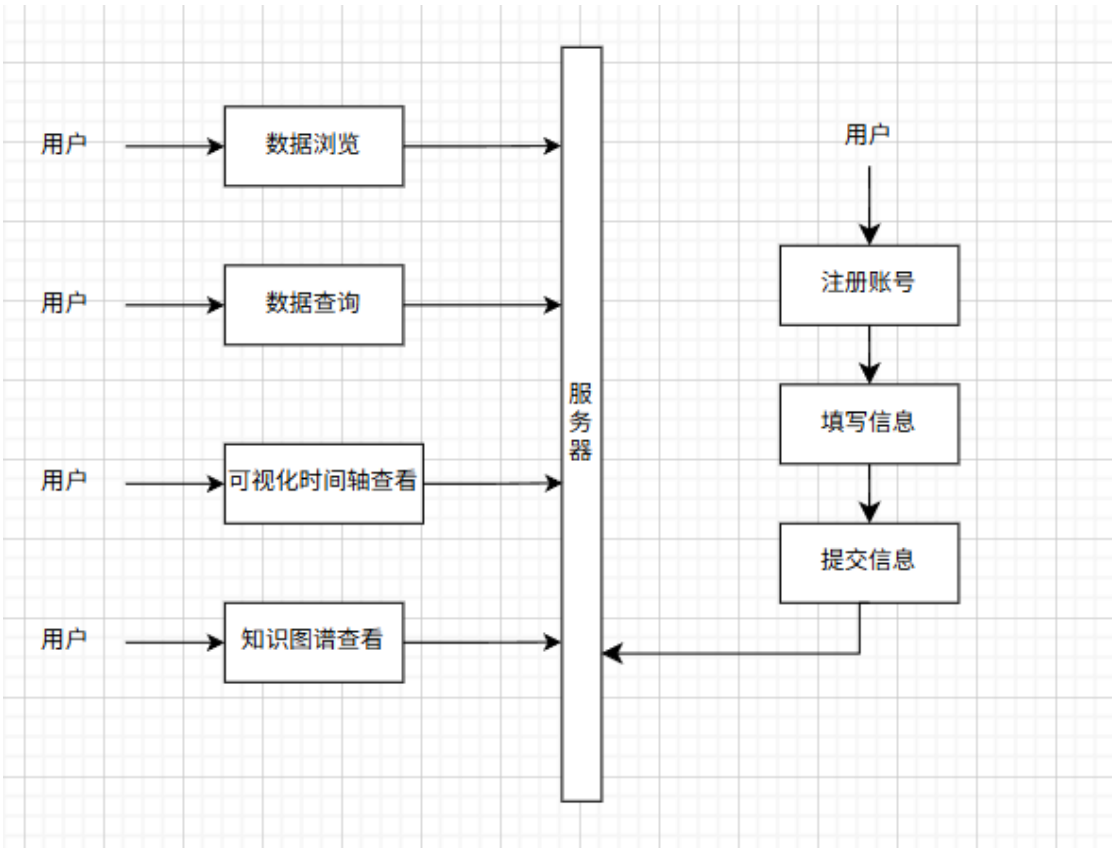 用户
数据浏览
用户
数据查询
用户
可视化时间轴查看
用户
知识图谱查看
服
务
器
用户
注册账号
填写信息
提交信息